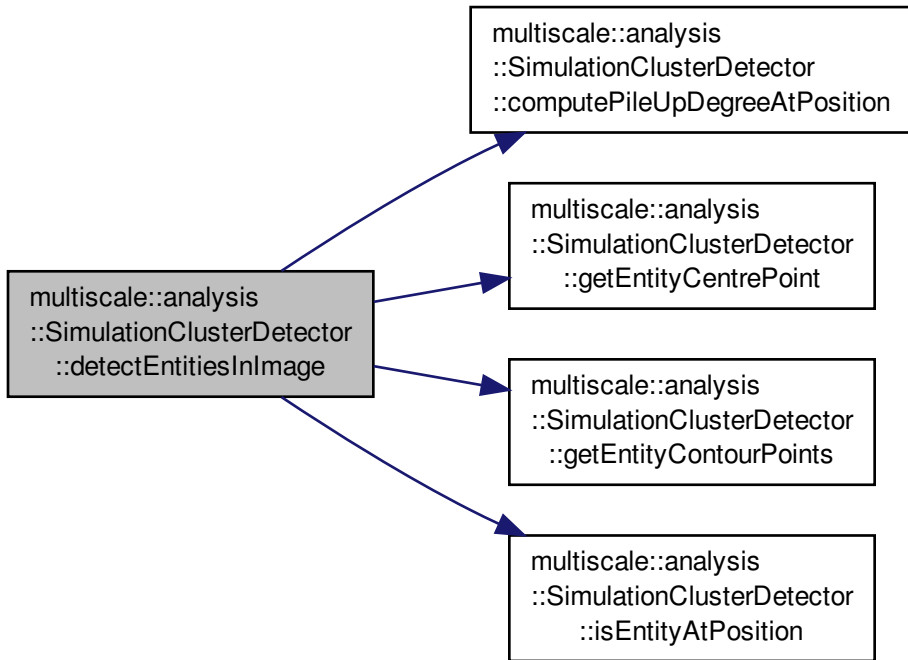 multiscale::analysis
::SimulationClusterDetector
::computePileUpDegreeAtPosition
multiscale::analysis
::SimulationClusterDetector
::getEntityCentrePoint
multiscale::analysis
::SimulationClusterDetector
::detectEntitiesInImage
multiscale::analysis
::SimulationClusterDetector
::getEntityContourPoints
multiscale::analysis
::SimulationClusterDetector
::isEntityAtPosition